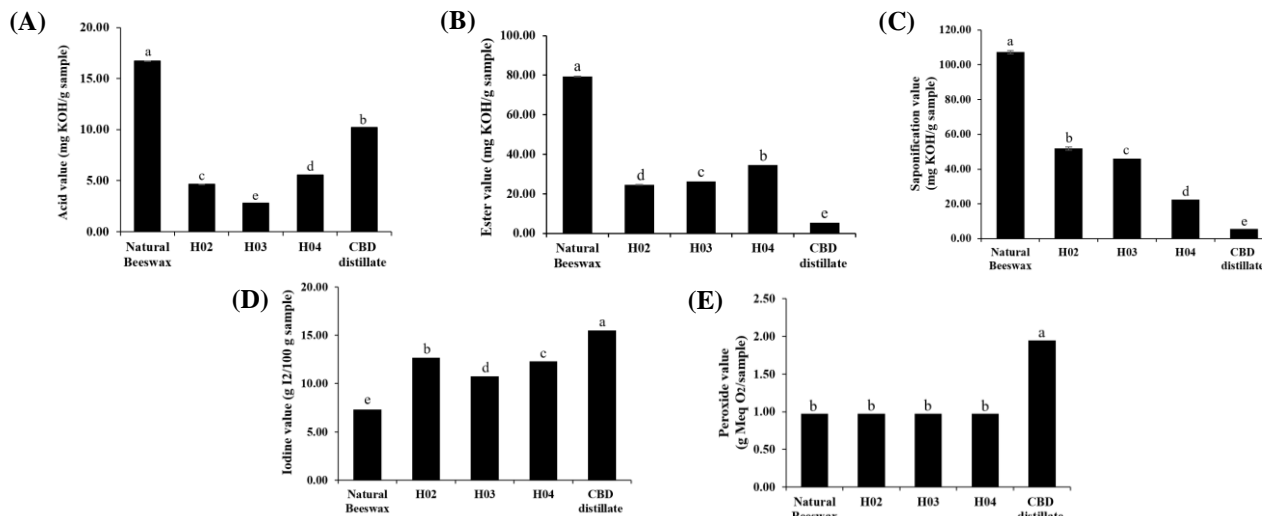 (A)
Acid value (mg KOH/g sample)
20.00
15.00
10.00
5.00
0.00
a
c
e
d
b
Natural
Beeswax
H02
H03
H04
CBD
distillate
(B)
Ester value (mg KOH/g sample)
100.00
80.00
60.00
40.00
20.00
0.00
a
d
c
b
e
Natural
Beeswax
H02
H03
H04
CBD
distillate
(C)
Saponification value
(mg KOH/g sample)
120.00
100.00
80.00
60.00
40.00
20.00
0.00
a
b
c
d
e
Natural
Beeswax
H02
H03
H04
CBD
distillate
(D)
Iodine value (g I2/100 g sample)
20.00
15.00
10.00
5.00
0.00
e
b
d
c
a
Natural
Beeswax
H02
H03
H04
CBD
distillate
(E)
Peroxide value
(g Meq O2/sample)
2.50
2.00
1.50
1.00
0.50
0.00
b
b
b
b
a
Natural
Beeswax
H02
H03
H04
CBD
distillate